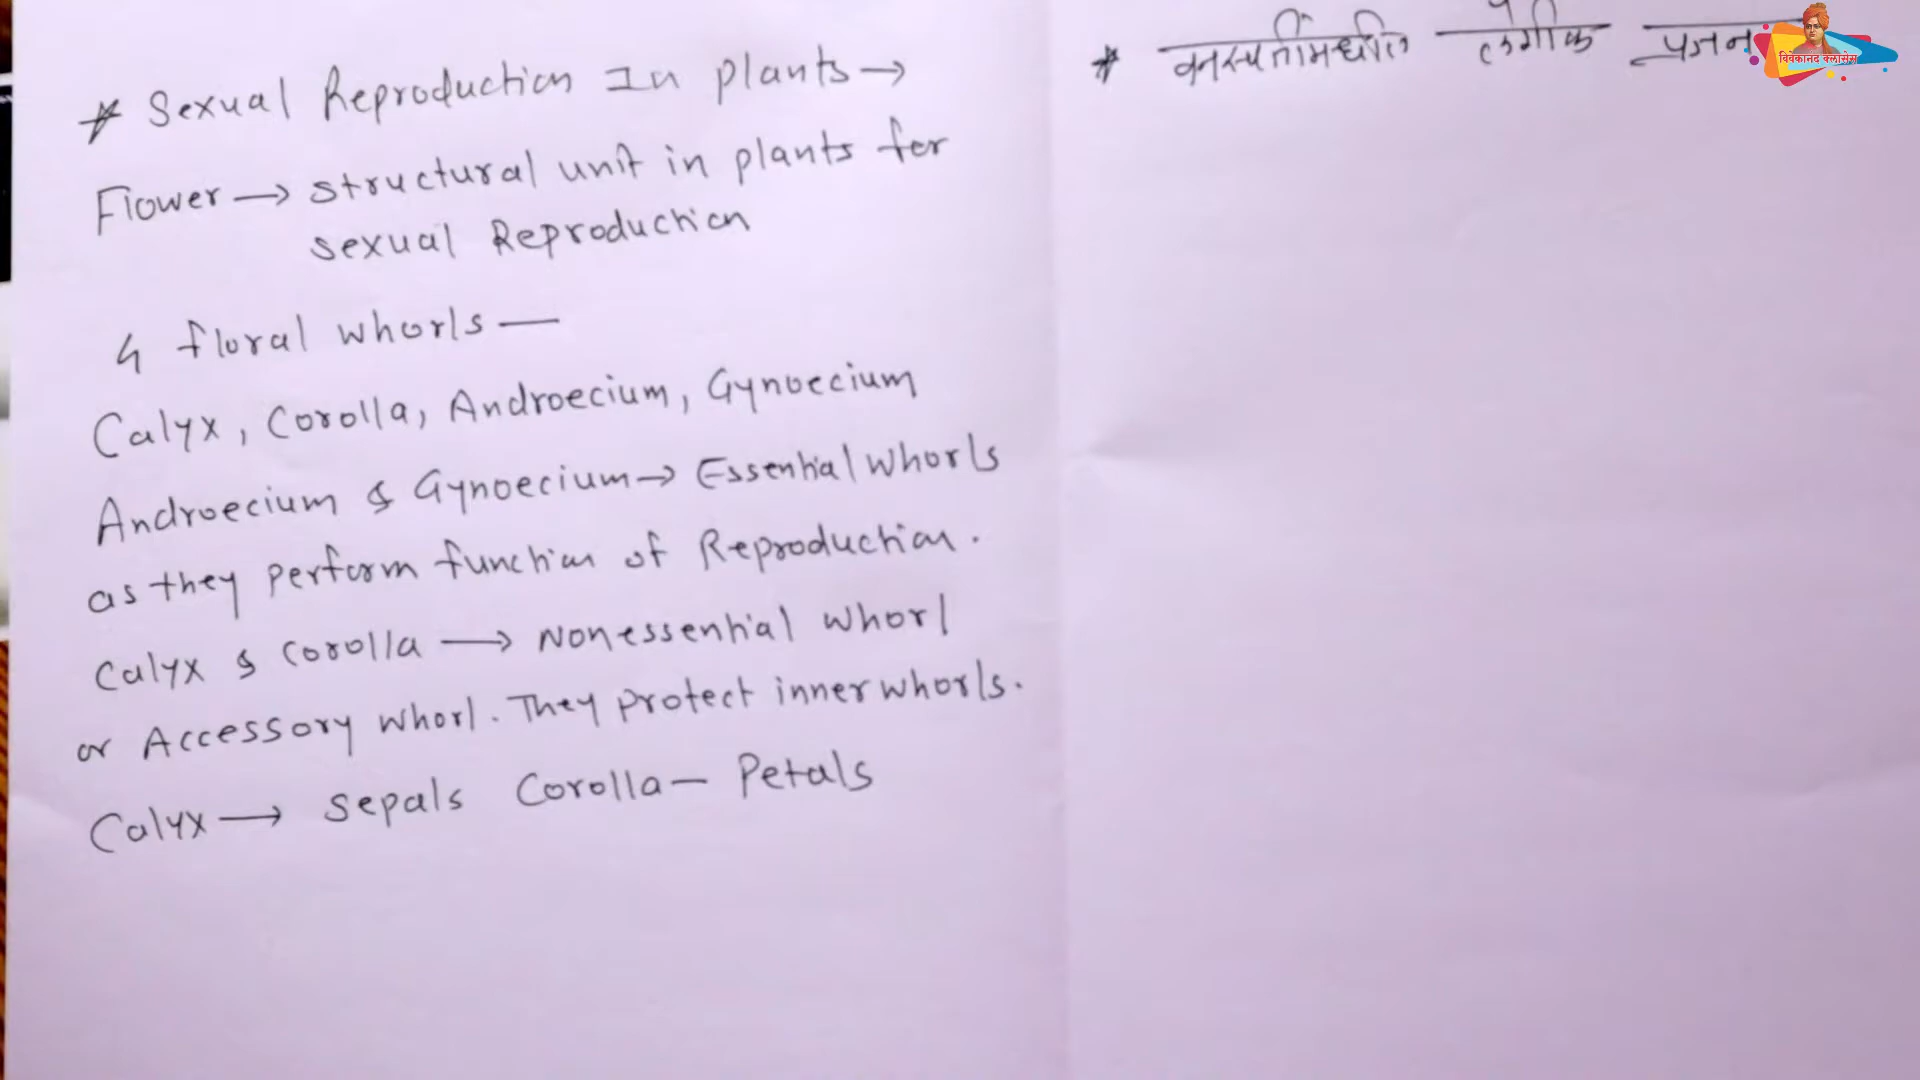 * Sexual Reproduction In plants →
Flower → structural unit in plants for
sexual Reproduction
4 floral whorls —
Calyx, Corolla, Androecium, Gynoecium
Androecium & Gynoecium → Essential whorls
as they perform function of Reproduction.
Calyx & Corolla → Nonessential whorl
or Accessory whorl. They protect inner whorls.
Calyx → sepals Corolla — Petals
* वनस्पतींमधील लैंगीक प्रजनन
विवेकानंद क्लासेस